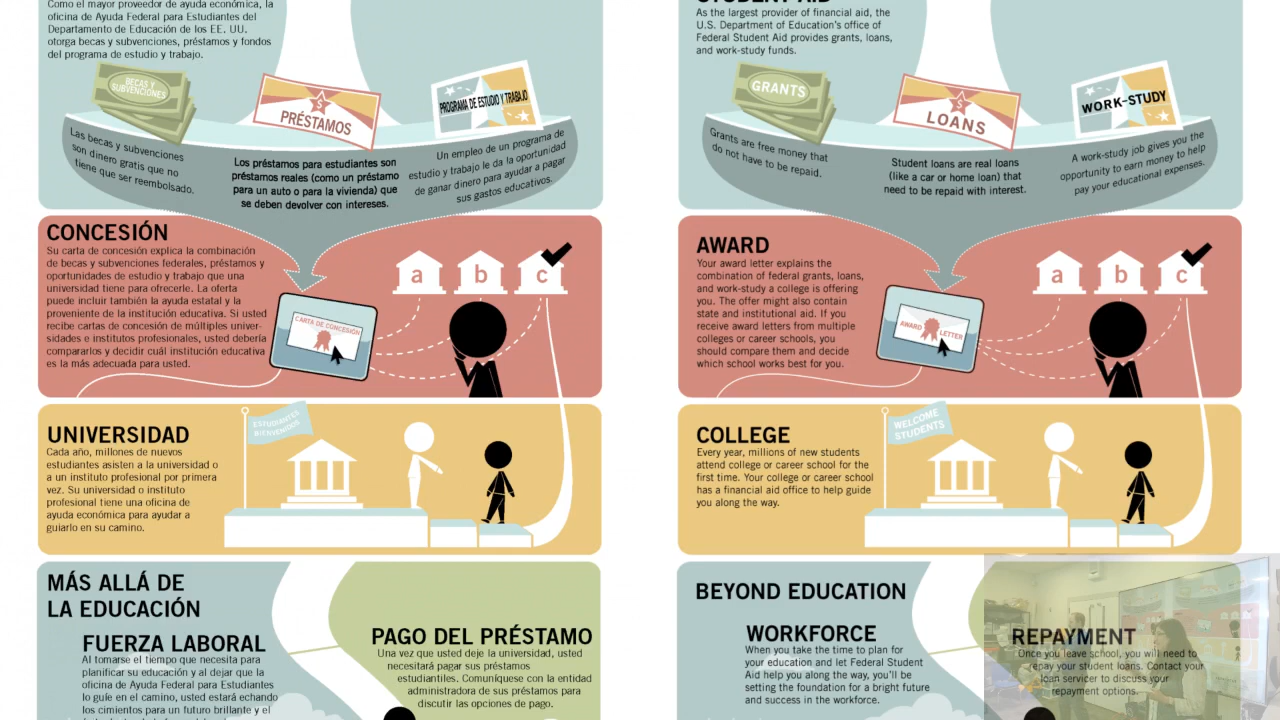 Como el mayor proveedor de ayuda económica, la
oficina de Ayuda Federal para Estudiantes del
Departamento de Educación de los EE. UU.
otorga becas y subvenciones, préstamos y fondos
del programa de estudio y trabajo.
BECAS Y
SUBVENCIONES
PRÉSTAMOS
PROGRAMA DE ESTUDIO Y TRABAJO
Las becas y subvenciones
son dinero gratis que no
tiene que ser reembolsado.
Los préstamos para estudiantes son
préstamos reales (como un préstamo
para un auto o para la vivienda) que
se deben devolver con intereses.
Un empleo de un programa de
estudio y trabajo le da la oportunidad
de ganar dinero para ayudar a pagar
sus gastos educativos.
CONCESIÓN
Su carta de concesión explica la combinación
de becas y subvenciones federales, préstamos y
oportunidades de estudio y trabajo que una
universidad tiene para ofrecerle. La oferta
puede incluir también la ayuda estatal y la
proveniente de la institución educativa. Si usted
recibe cartas de concesión de múltiples univer-
sidades e institutos profesionales, usted debería
compararlos y decidir cuál institución educativa
es la más adecuada para usted.
CARTA DE CONCESIÓN
a b c
UNIVERSIDAD
Cada año, millones de nuevos
estudiantes asisten a la universidad o
a un instituto profesional por primera
vez. Su universidad o instituto
profesional tiene una oficina de
ayuda económica para ayudar a
guiarlo en su camino.
ESTUDIANTES
BIENVENIDOS
MÁS ALLÁ DE
LA EDUCACIÓN
FUERZA LABORAL
Al tomarse el tiempo que necesita para
planificar su educación y al dejar que la
oficina de Ayuda Federal para Estudiantes
lo guíe en el camino, usted estará echando
los cimientos para un futuro brillante y el
PAGO DEL PRÉSTAMO
Una vez que usted deje la universidad, usted
necesitará pagar sus préstamos
estudiantiles. Comuníquese con la entidad
administradora de sus préstamos para
discutir las opciones de pago.
STUDENT AID
As the largest provider of financial aid, the
U.S. Department of Education's office of
Federal Student Aid provides grants, loans,
and work-study funds.
GRANTS
LOANS
WORK-STUDY
Grants are free money that
do not have to be repaid.
Student loans are real loans
(like a car or home loan) that
need to be repaid with interest.
A work-study job gives you the
opportunity to earn money to help
pay your educational expenses.
AWARD
Your award letter explains the
combination of federal grants, loans,
and work-study a college is offering
you. The offer might also contain
state and institutional aid. If you
receive award letters from multiple
colleges or career schools, you
should compare them and decide
which school works best for you.
AWARD LETTER
a b c
COLLEGE
Every year, millions of new students
attend college or career school for the
first time. Your college or career school
has a financial aid office to help guide
you along the way.
WELCOME
STUDENTS
BEYOND EDUCATION
WORKFORCE
When you take the time to plan for
your education and let Federal Student
Aid help you along the way, you'll be
setting the foundation for a bright future
and success in the workforce.
REPAYMENT
Once you leave school, you will need to
repay your student loans. Contact your
loan servicer to discuss your
repayment options.